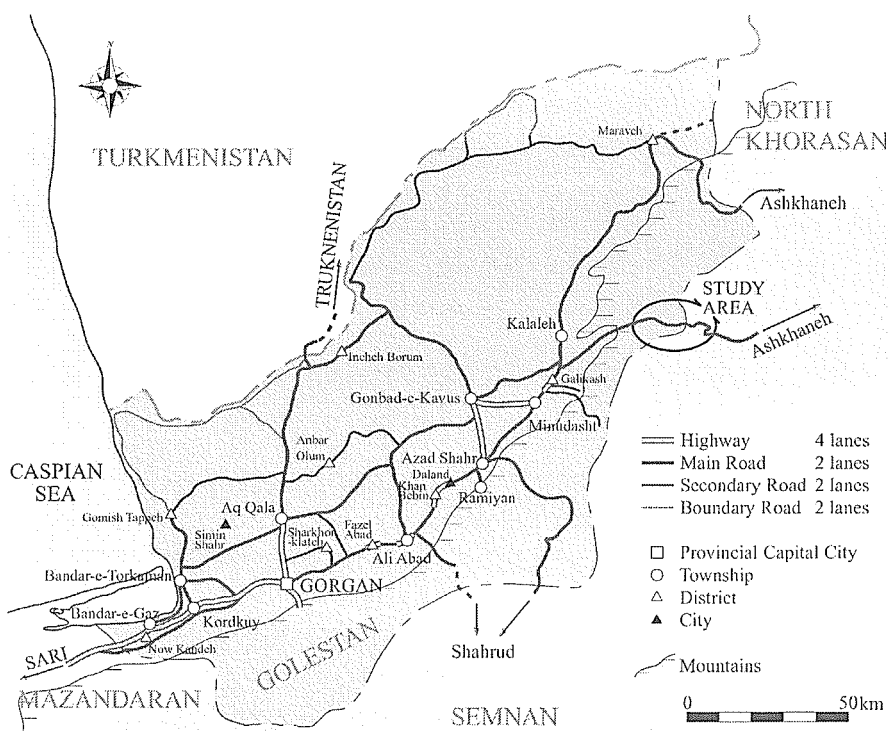 N
TURKMENISTAN
NORTH
KHORASAN
Maraveh
TRUKNENISTAN
Ashkhaneh
STUDY
AREA
Kalaleh
Ashkhaneh
Incheh Borum
Galikash
Gonbad-e-Kavus
Minudasht
Anbar
Olum
Azad Shahr
Daland
Khan
Bebin
Ramiyan
CASPIAN
SEA
Gomish Tappeh
Simin
Shahr
Aq Qala
Sharkhor
-klateh
Fazel
Abad
Ali Abad
Bandar-e-Torkaman
GORGAN
Bandar-e-Gaz
Kordkuy
Now Kandeh
SARI
GOLESTAN
Shahrud
MAZANDARAN
SEMNAN
Highway 4 lanes
Main Road 2 lanes
Secondary Road 2 lanes
Boundary Road 2 lanes
Provincial Capital City
Township
District
City
Mountains
0 50km